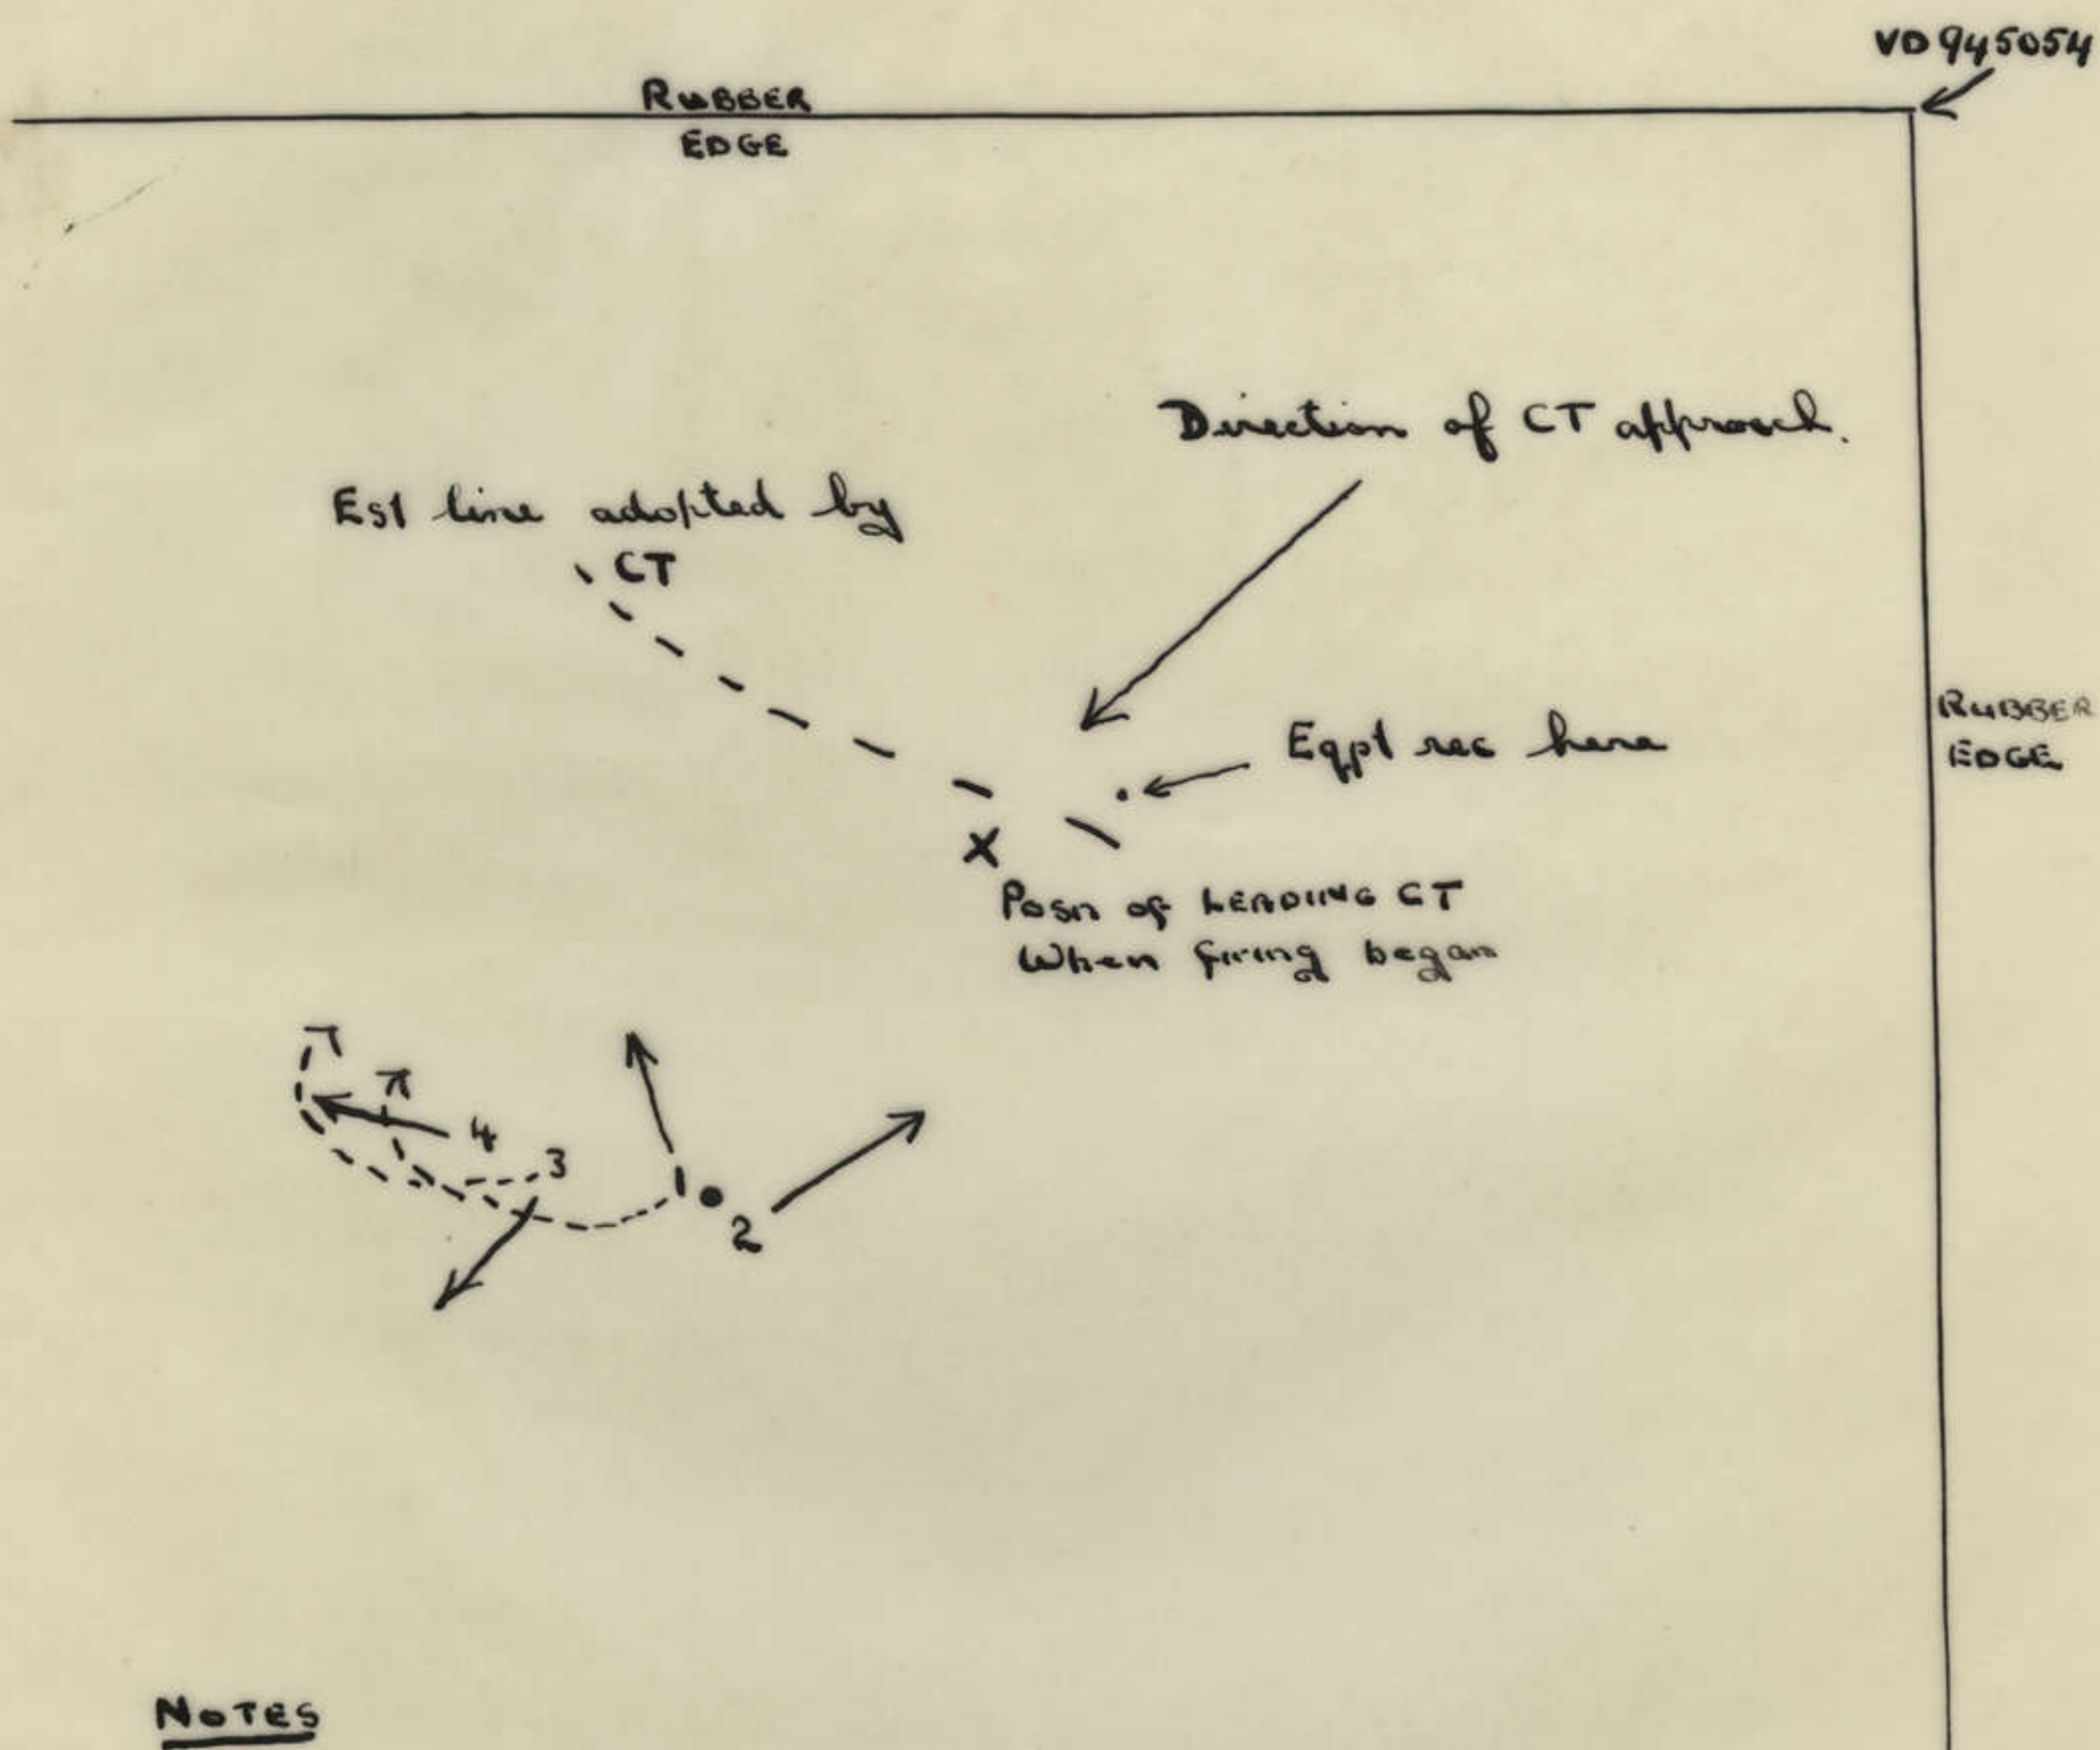 VD 945054
RUBBER
EDGE
Direction of CT approach.
Est line adopted by
CT
Eqpt rec here
RUBBER
EDGE
X
Posn of LEADING CT
When firing began
4
3
1
2
NOTES